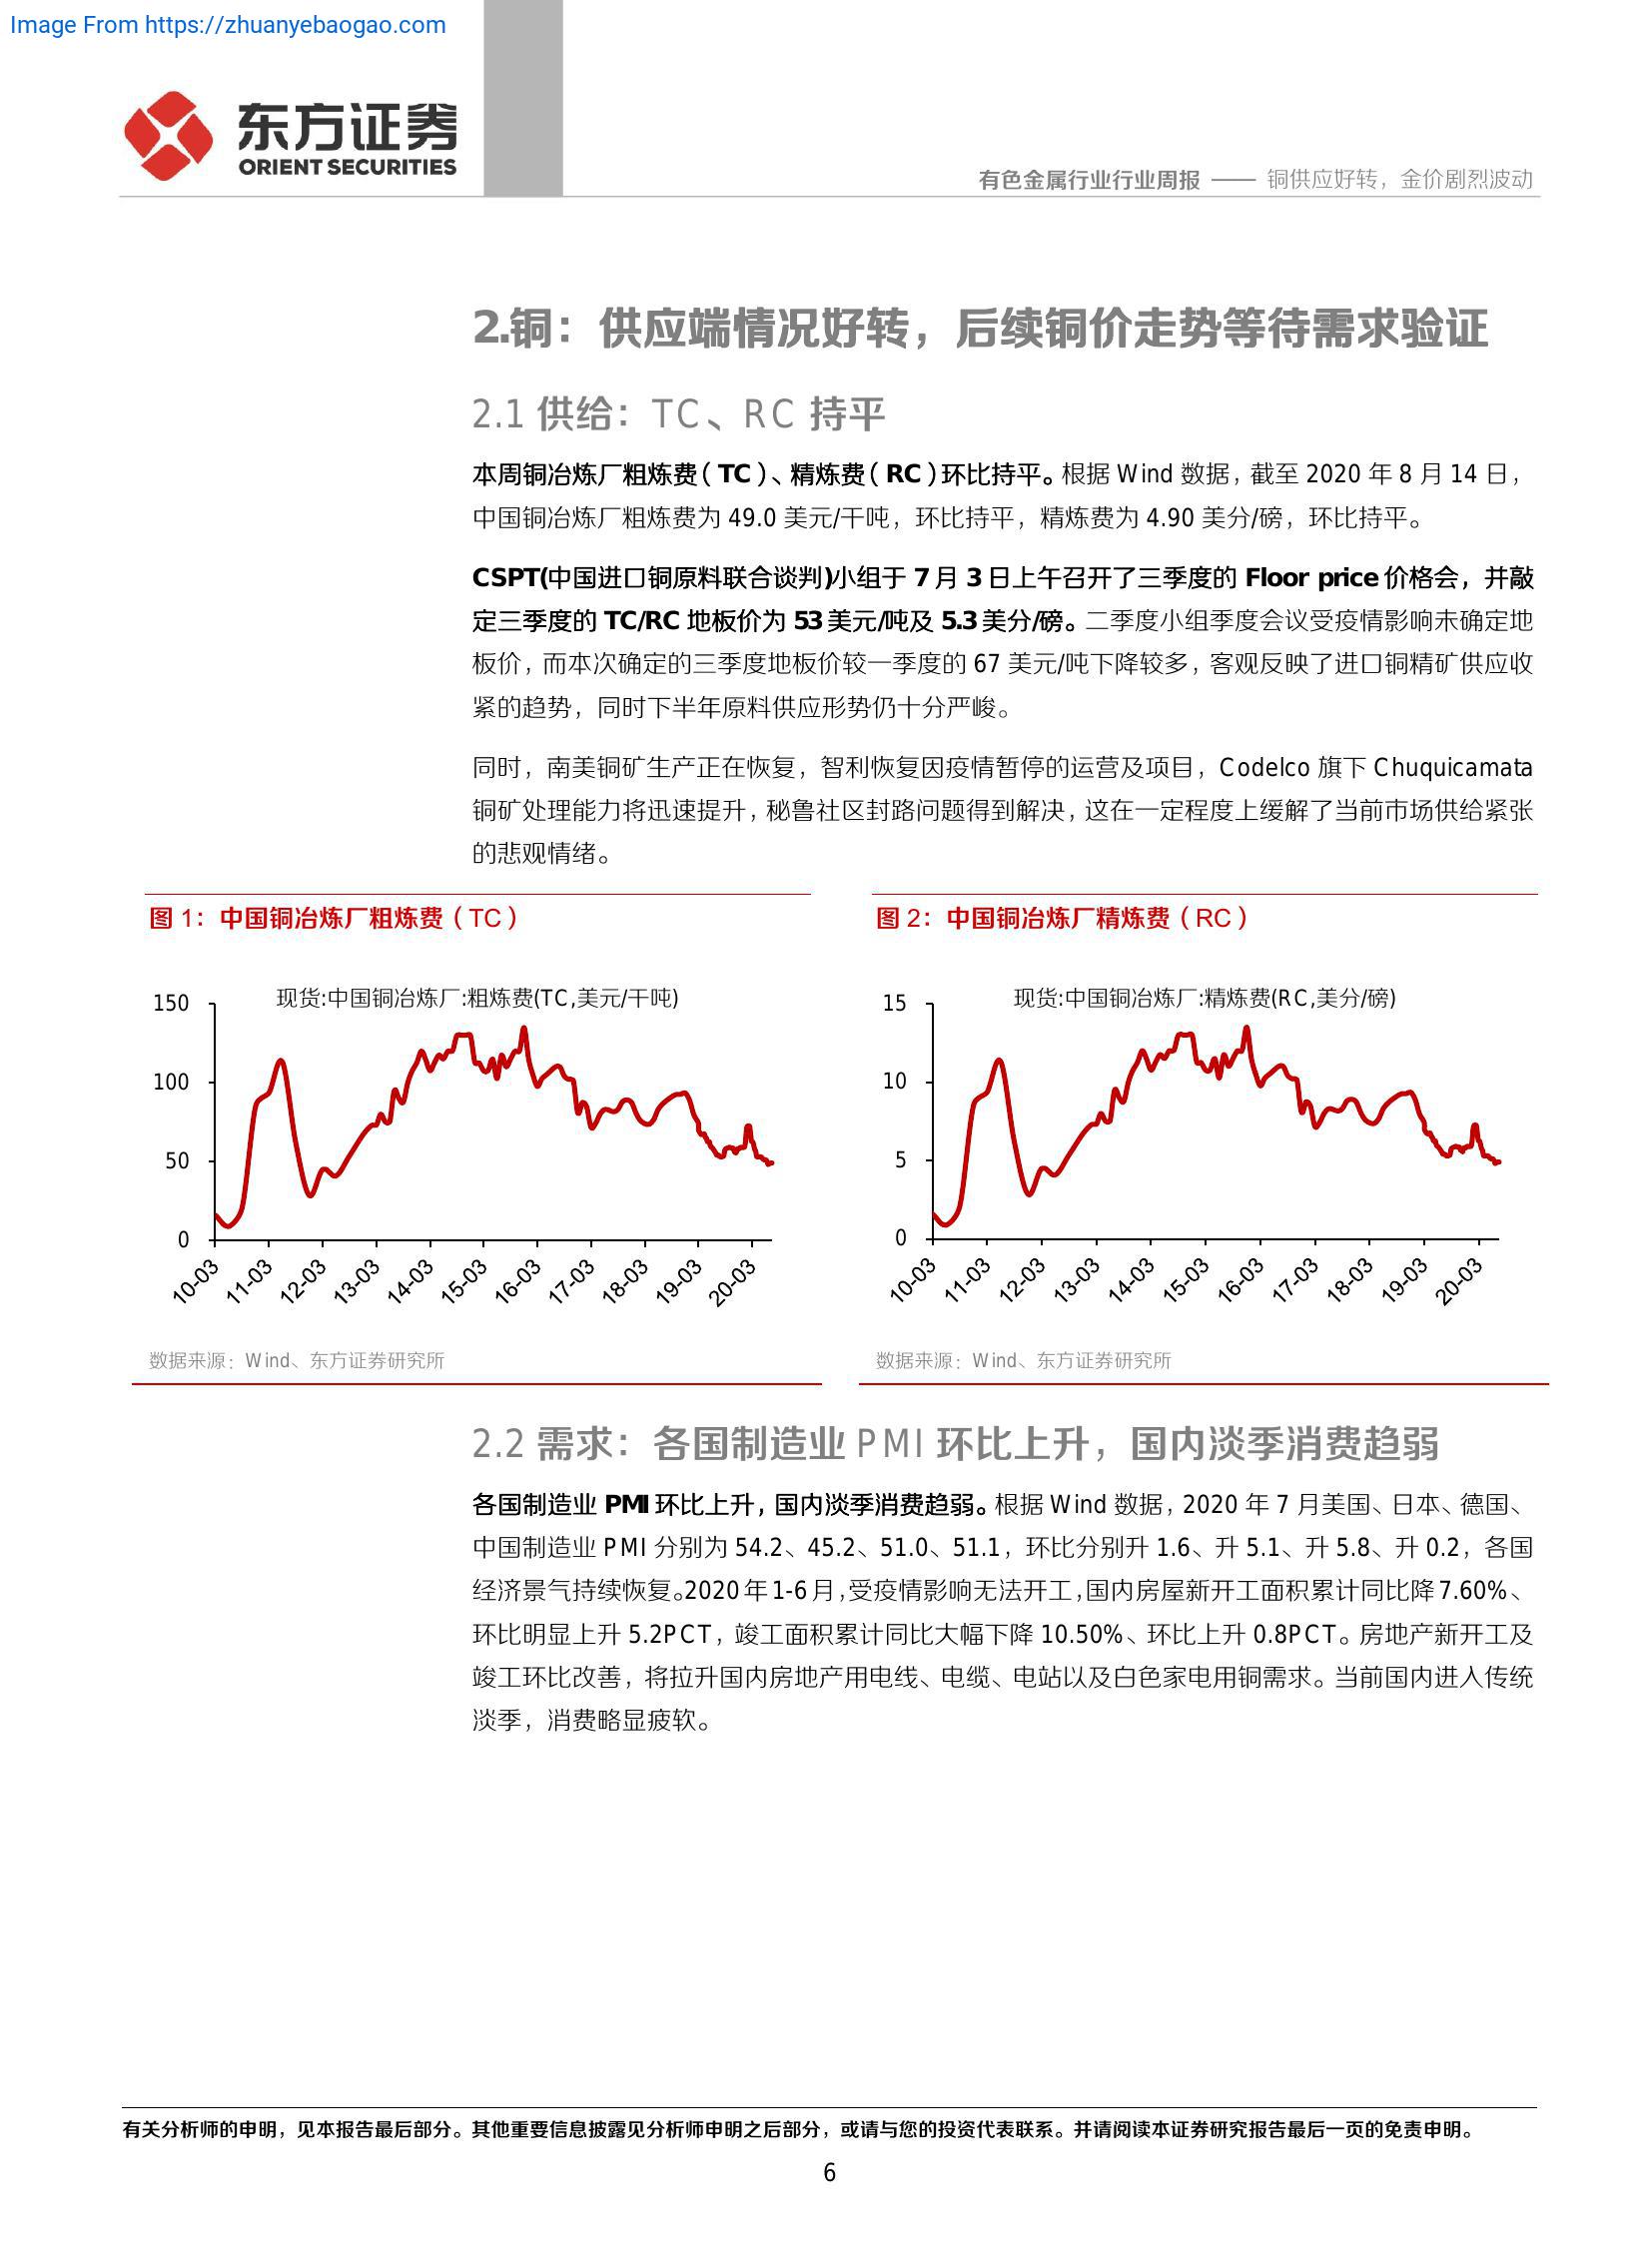 Image From https://zhuanyebaogao.com
东方证券
ORIENT SECURITIES
有色金属行业行业周报 —— 铜供应好转，金价剧烈波动
2.铜：供应端情况好转，后续铜价走势等待需求验证
2.1 供给：TC、RC 持平
本周铜冶炼厂粗炼费（TC）、精炼费（RC）环比持平。根据 Wind 数据，截至 2020 年 8 月 14 日，
中国铜冶炼厂粗炼费为 49.0 美元/干吨，环比持平，精炼费为 4.90 美分/磅，环比持平。
CSPT(中国进口铜原料联合谈判)小组于 7 月 3 日上午召开了三季度的 Floor price 价格会，并敲
定三季度的 TC/RC 地板价为 53 美元/吨及 5.3 美分/磅。二季度小组季度会议受疫情影响未确定地
板价，而本次确定的三季度地板价较一季度的 67 美元/吨下降较多，客观反映了进口铜精矿供应收
紧的趋势，同时下半年原料供应形势仍十分严峻。
同时，南美铜矿生产正在恢复，智利恢复因疫情暂停的运营及项目，Codelco 旗下 Chuquicamata
铜矿处理能力将迅速提升，秘鲁社区封路问题得到解决，这在一定程度上缓解了当前市场供给紧张
的悲观情绪。
图 1：中国铜冶炼厂粗炼费（TC）
现货:中国铜冶炼厂:粗炼费(TC,美元/干吨)
150
100
50
0
10-03 11-03 12-03 13-03 14-03 15-03 16-03 17-03 18-03 19-03 20-03
数据来源：Wind、东方证券研究所
图 2：中国铜冶炼厂精炼费（RC）
现货:中国铜冶炼厂:精炼费(RC,美分/磅)
15
10
5
0
10-03 11-03 12-03 13-03 14-03 15-03 16-03 17-03 18-03 19-03 20-03
数据来源：Wind、东方证券研究所
2.2 需求：各国制造业 PMI 环比上升，国内淡季消费趋弱
各国制造业 PMI 环比上升，国内淡季消费趋弱。根据 Wind 数据，2020 年 7 月美国、日本、德国、
中国制造业 PMI 分别为 54.2、45.2、51.0、51.1，环比分别升 1.6、升 5.1、升 5.8、升 0.2，各国
经济景气持续恢复。2020 年 1-6 月，受疫情影响无法开工，国内房屋新开工面积累计同比降 7.60%、
环比明显上升 5.2PCT，竣工面积累计同比大幅下降 10.50%、环比上升 0.8PCT。房地产新开工及
竣工环比改善，将拉升国内房地产用电线、电缆、电站以及白色家电用铜需求。当前国内进入传统
淡季，消费略显疲软。
有关分析师的申明，见本报告最后部分。其他重要信息披露见分析师申明之后部分，或请与您的投资代表联系。并请阅读本证券研究报告最后一页的免责申明。
6